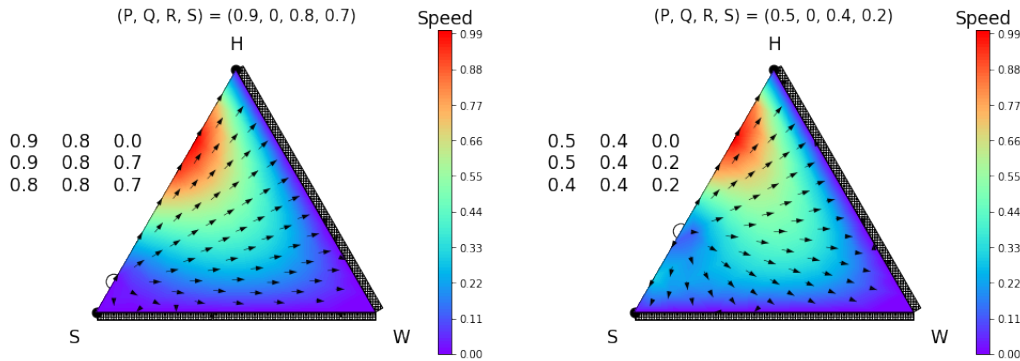 (P, Q, R, S) = (0.9, 0, 0.8, 0.7)
Speed
H
0.9 0.8 0.0
0.9 0.8 0.7
0.8 0.8 0.7
S
W
0.99
0.88
0.77
0.66
0.55
0.44
0.33
0.22
0.11
0.00
(P, Q, R, S) = (0.5, 0, 0.4, 0.2)
Speed
H
0.5 0.4 0.0
0.5 0.4 0.2
0.4 0.4 0.2
S
W
0.99
0.88
0.77
0.66
0.55
0.44
0.33
0.22
0.11
0.00